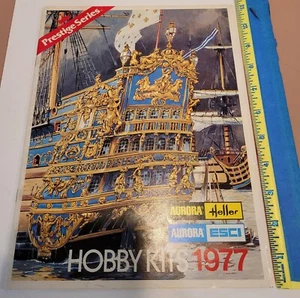 Prestige Series
AURORA Heller
AURORA ESCI
HOBBY KITS 1977